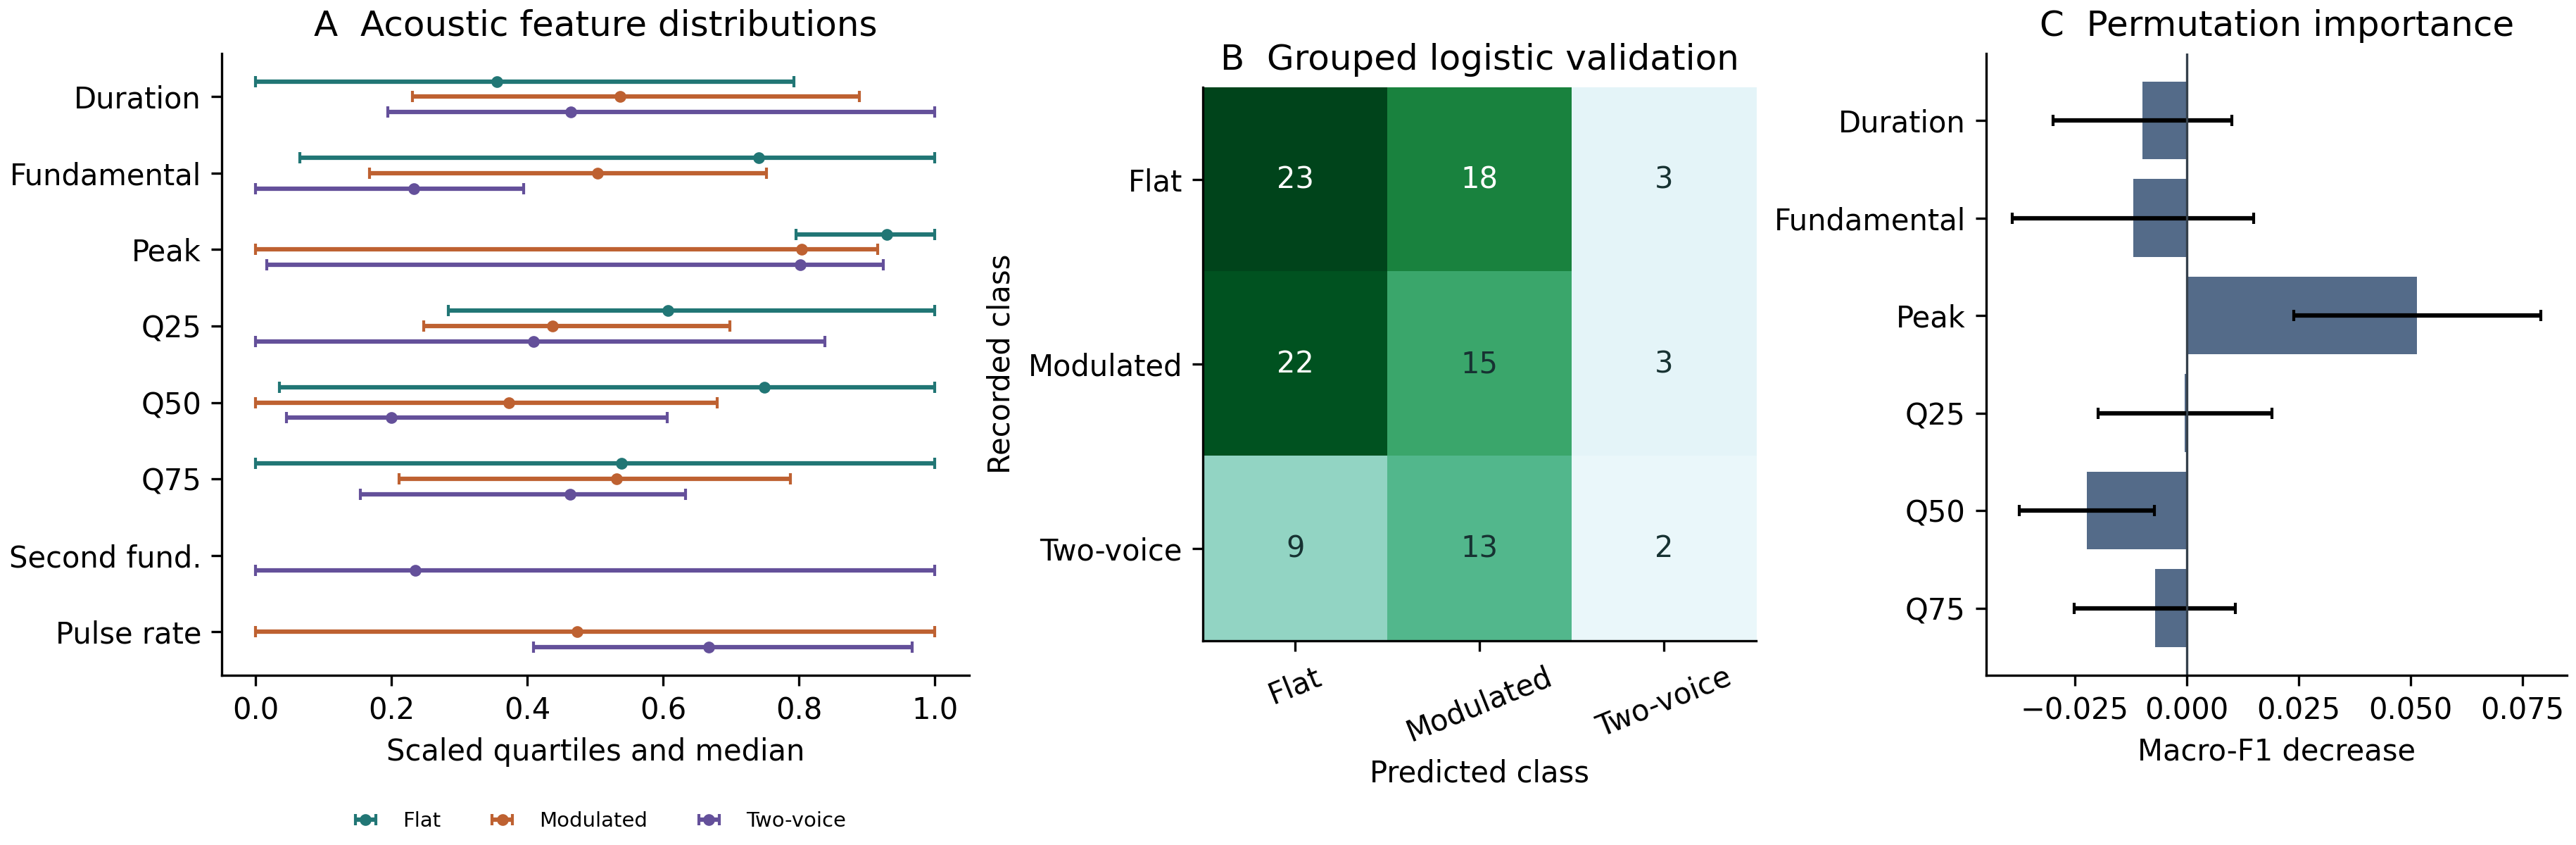 A  Acoustic feature distributions
Duration
Fundamental
Peak
Q25
Q50
Q75
Second fund.
Pulse rate
0.0 0.2 0.4 0.6 0.8 1.0
Scaled quartiles and median
Flat Modulated Two-voice
B  Grouped logistic validation
Recorded class
Flat 23 18 3
Modulated 22 15 3
Two-voice 9 13 2
Flat Modulated Two-voice
Predicted class
C  Permutation importance
Duration
Fundamental
Peak
Q25
Q50
Q75
−0.025 0.000 0.025 0.050 0.075
Macro-F1 decrease